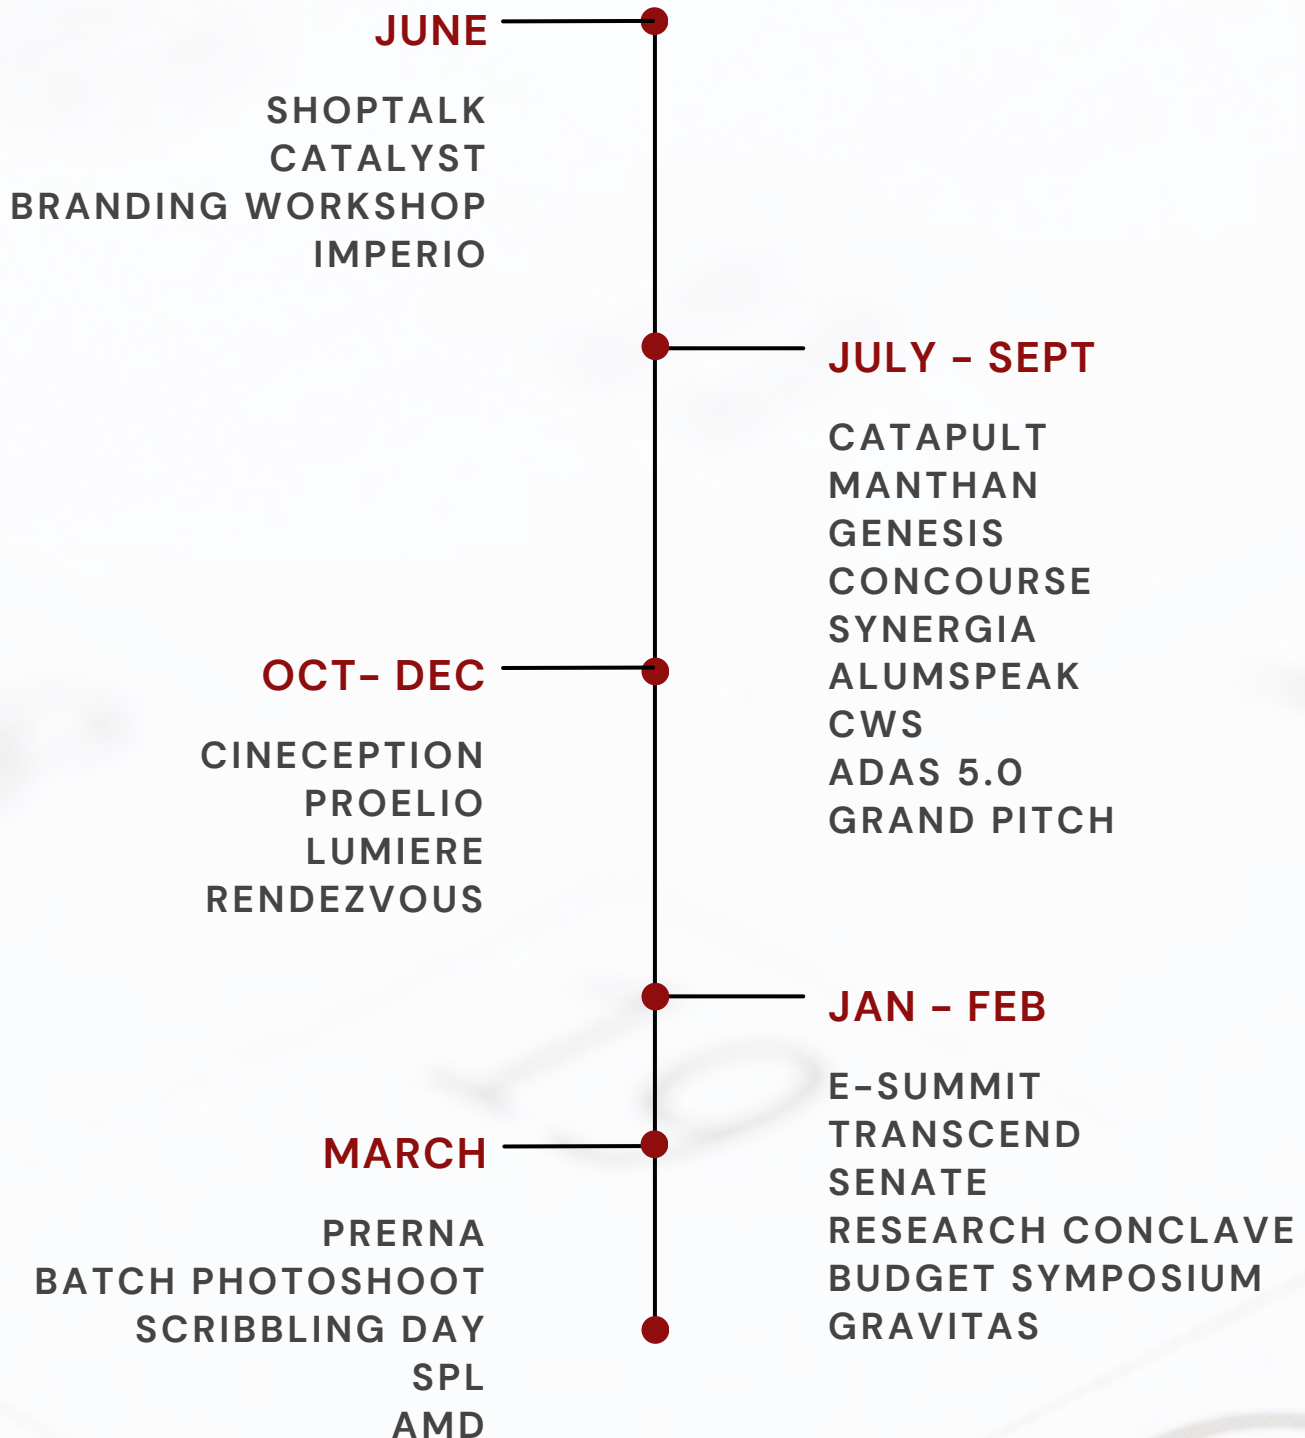 JUNE
SHOPTALK
CATALYST
BRANDING WORKSHOP
IMPERIO
JULY - SEPT
CATAPULT
MANTHAN
GENESIS
CONCOURSE
SYNERGIA
ALUMSPEAK
CWS
ADAS 5.0
GRAND PITCH
OCT- DEC
CINECEPTION
PROELIO
LUMIERE
RENDEZVOUS
JAN - FEB
E-SUMMIT
TRANSCEND
SENATE
RESEARCH CONCLAVE
BUDGET SYMPOSIUM
GRAVITAS
MARCH
PRERNA
BATCH PHOTOSHOOT
SCRIBBLING DAY
SPL
AMD